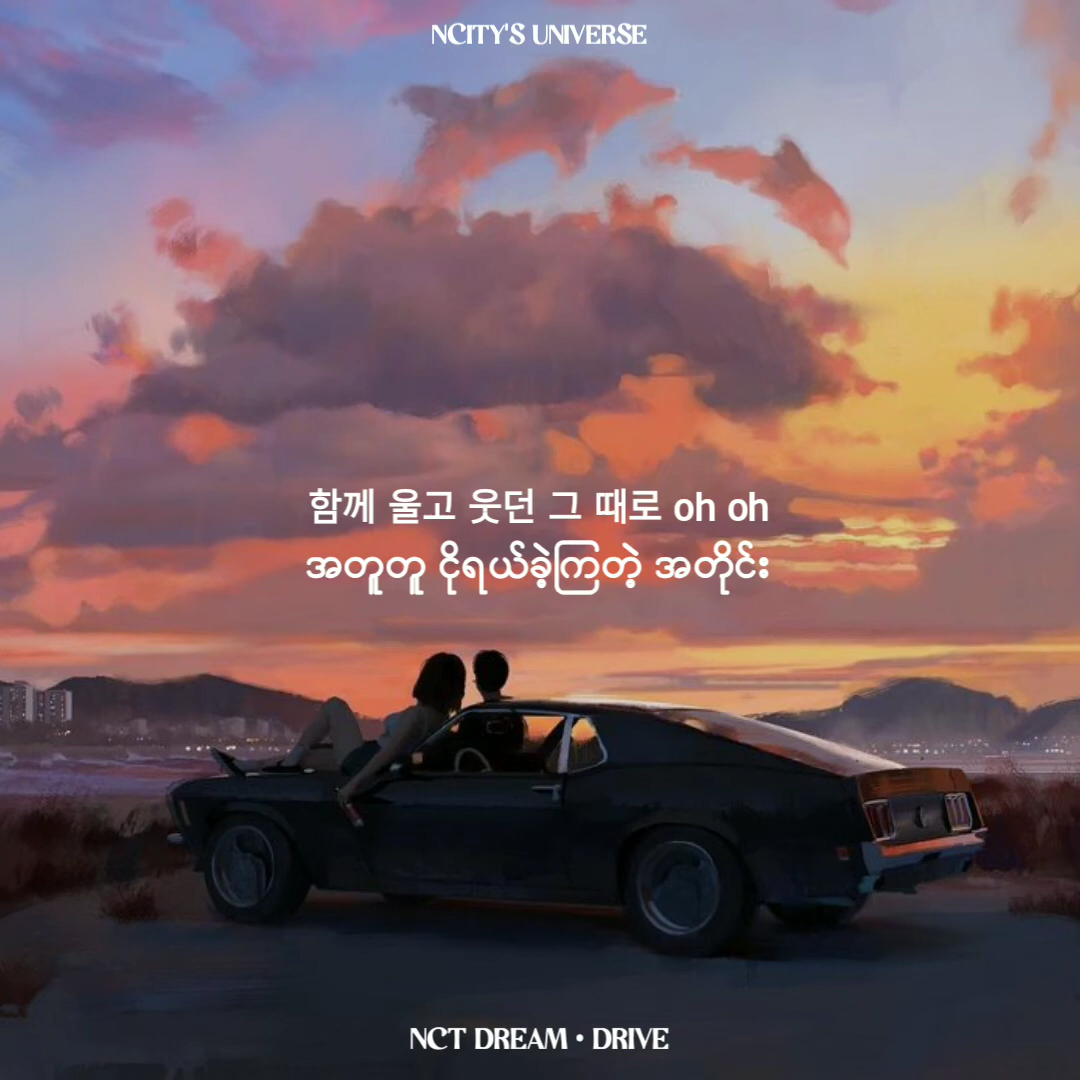 NCITY'S UNIVERSE
함께 울고 웃던 그 때로 oh oh
အတူတူ ငိုရယ်ခဲ့ကြတဲ့ အတိုင်း
NCT DREAM • DRIVE